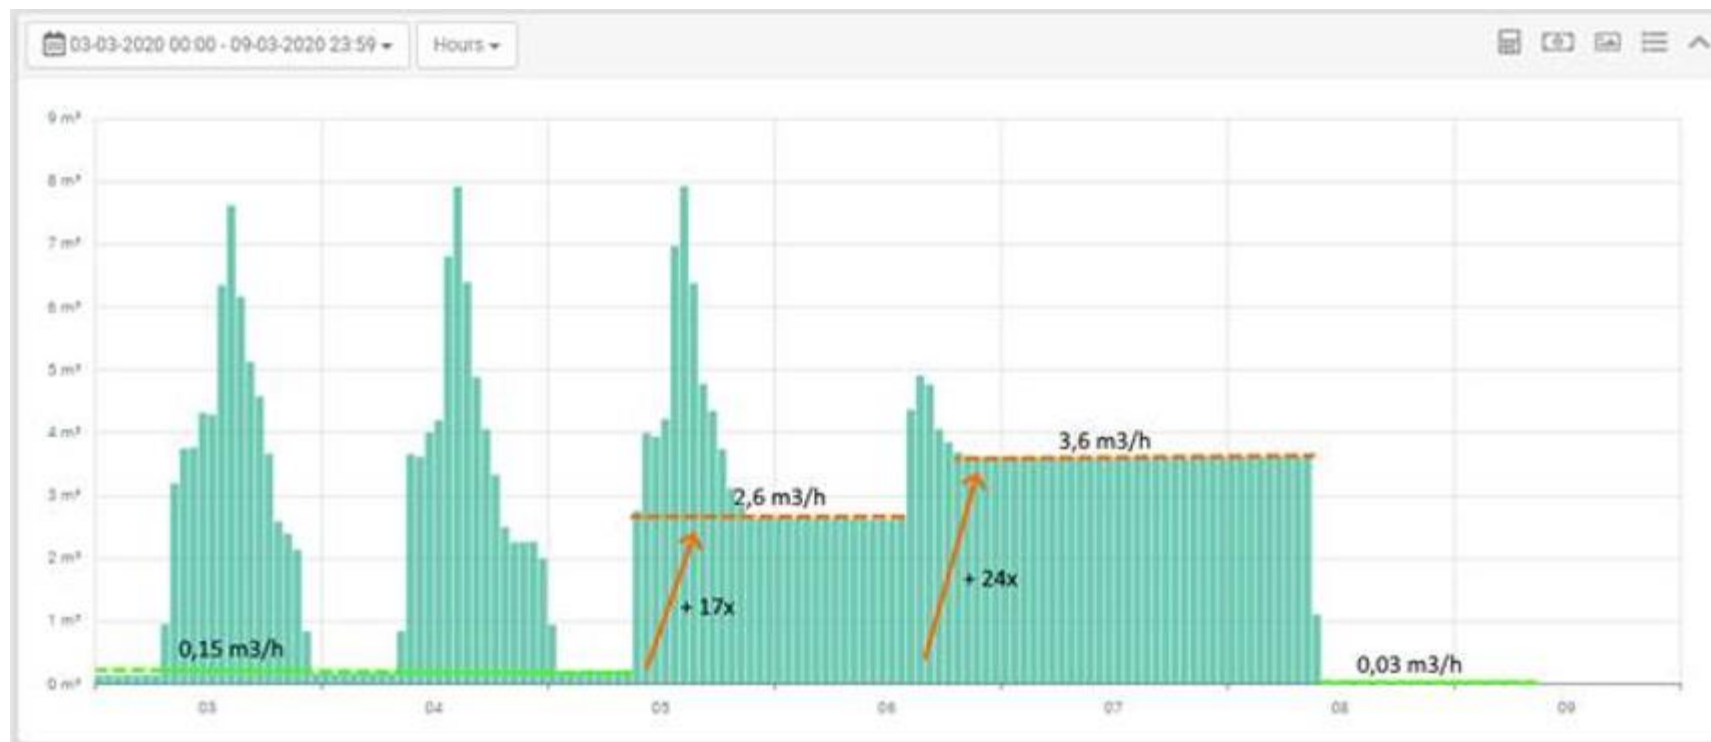 03-03-2020 00:00 - 09-03-2020 23:59 Hours
9 m³
8 m³
7 m³
6 m³
5 m³
4 m³
3 m³
2 m³
1 m³
0 m³
0,15 m3/h
2,6 m3/h
+ 17x
3,6 m3/h
+ 24x
0,03 m3/h
03 04 05 06 07 08 09